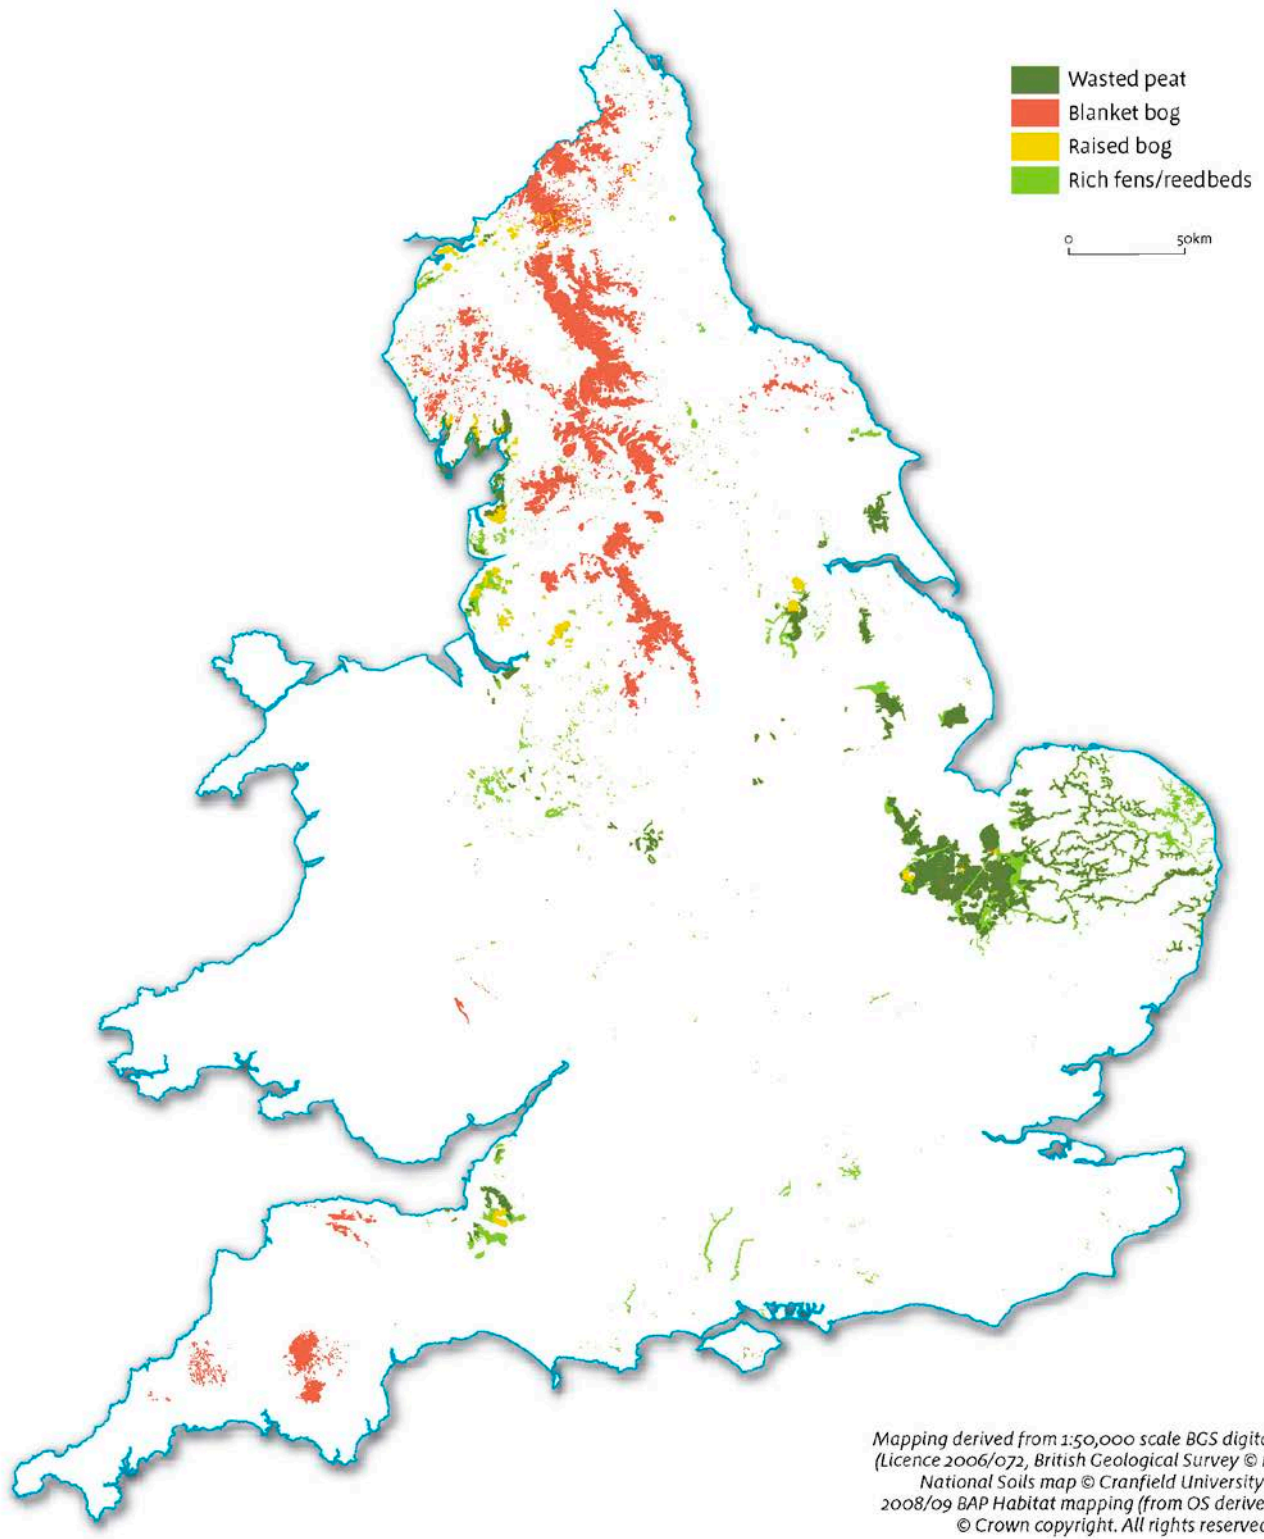 Wasted peat
Blanket bog
Raised bog
Rich fens/reedbeds
0 50km
Mapping derived from 1:50,000 scale BGS
(Licence 2006/072, British Geological Survey ©
National Soils map © Cranfield University
2008/09 BAP Habitat mapping (from OS
© Crown copyright. All rights reserved